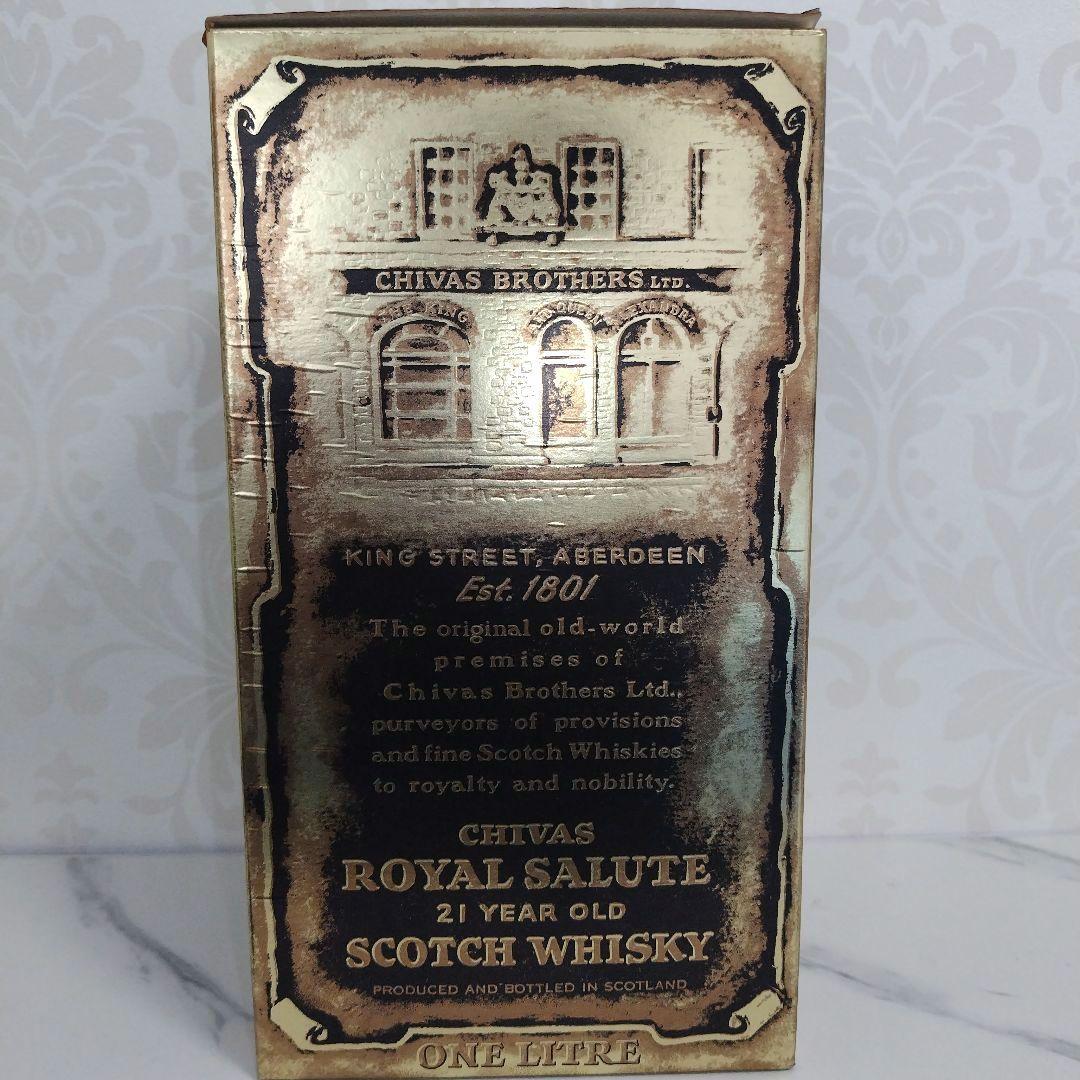 CHIVAS BROTHERS LTD.
KING STREET, ABERDEEN
Est. 1801
The original old-world
premises of
Chivas Brothers Ltd.,
purveyors of provisions
and fine Scotch Whiskies
to royalty and nobility.
CHIVAS
ROYAL SALUTE
21 YEAR OLD
SCOTCH WHISKY
PRODUCED AND BOTTLED IN SCOTLAND
ONE LITRE